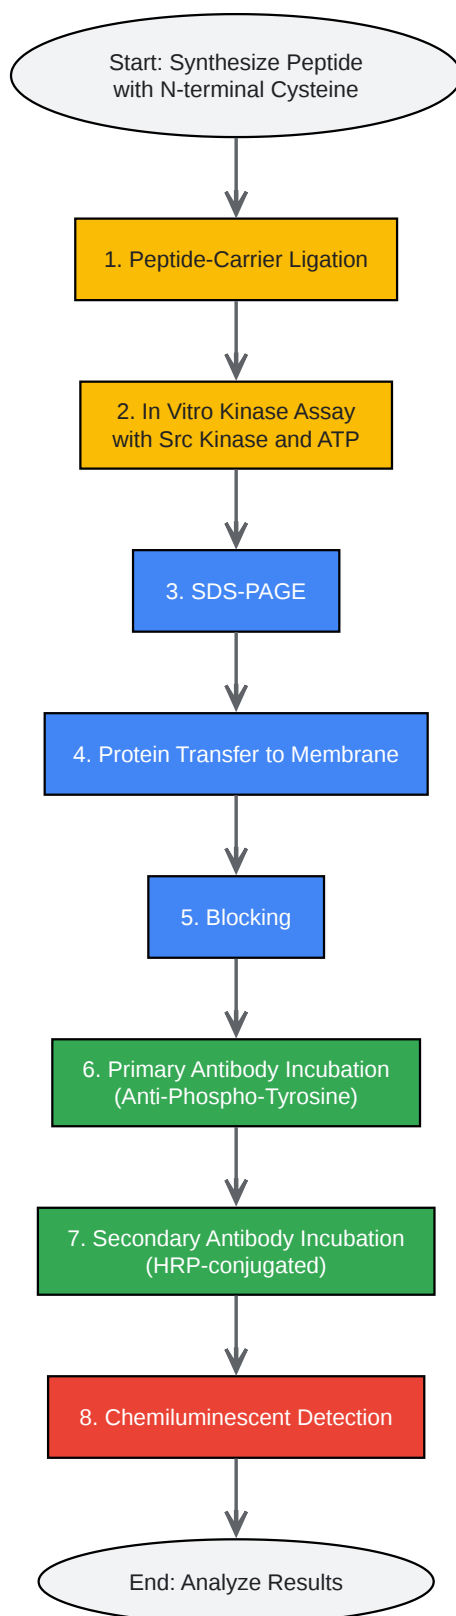 Start: Synthesize Peptide
with N-terminal Cysteine
1. Peptide-Carrier Ligation
2. In Vitro Kinase Assay
with Src Kinase and ATP
3. SDS-PAGE
4. Protein Transfer to Membrane
5. Blocking
6. Primary Antibody Incubation
(Anti-Phospho-Tyrosine)
7. Secondary Antibody Incubation
(HRP-conjugated)
8. Chemiluminescent Detection
End: Analyze Results